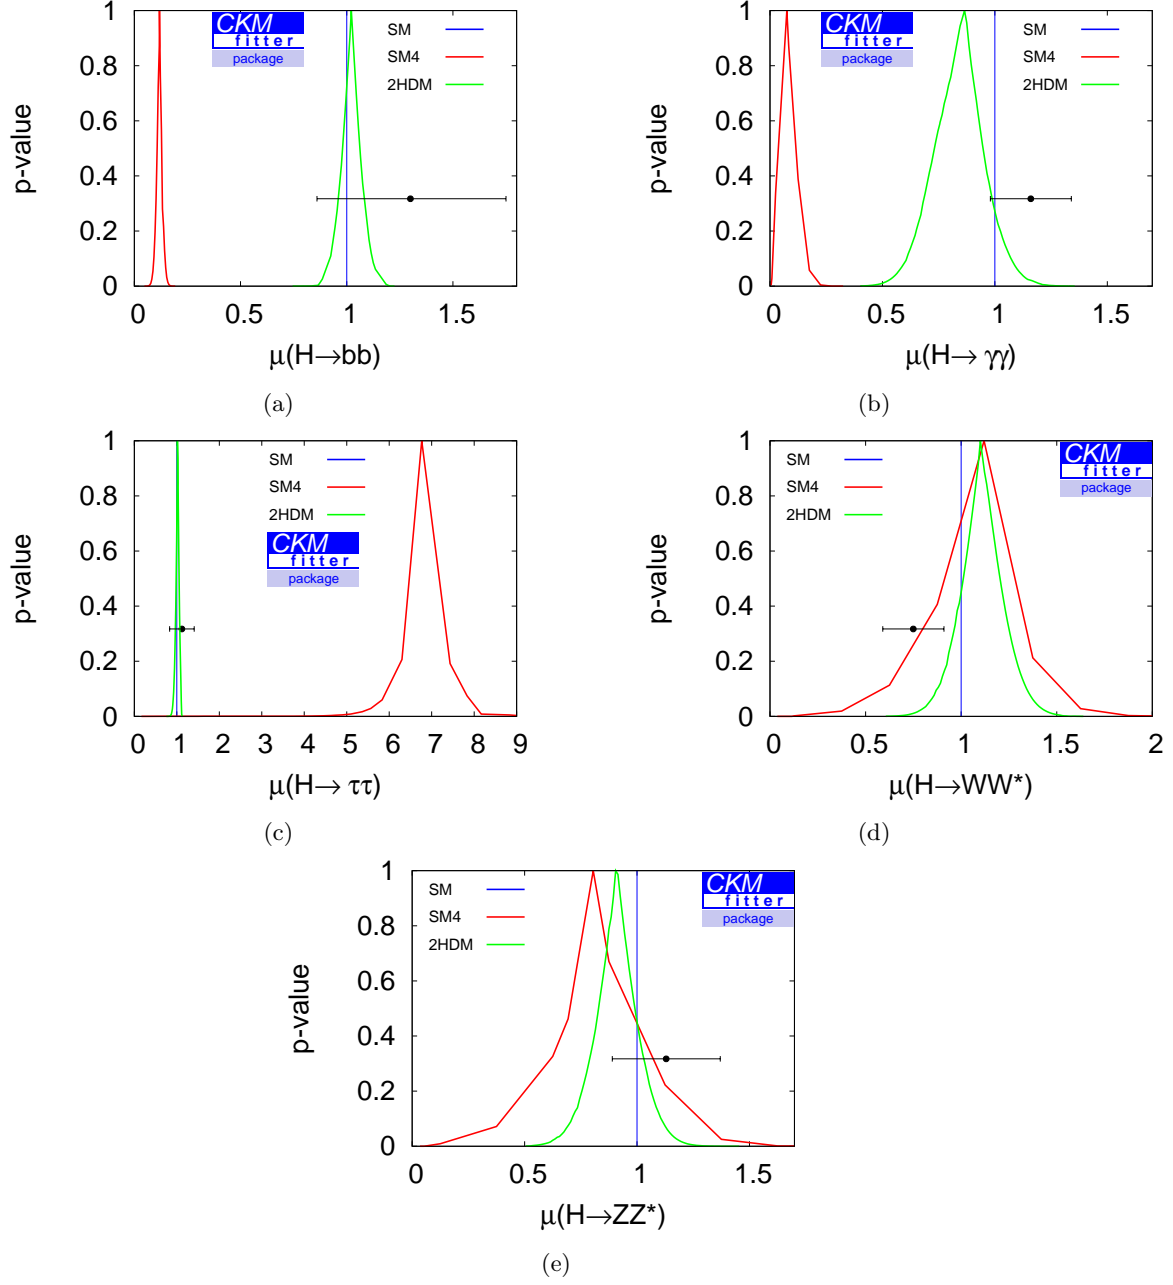 CKM
fitter
package
SM
SM4
2HDM
p-value
1
0.8
0.6
0.4
0.2
0
0 0.5 1 1.5
μ(H→bb)
(a)
CKM
fitter
package
SM
SM4
2HDM
p-value
1
0.8
0.6
0.4
0.2
0
0 0.5 1 1.5
μ(H→ γγ)
(b)
SM
SM4
2HDM
CKM
fitter
package
p-value
1
0.8
0.6
0.4
0.2
0
0 1 2 3 4 5 6 7 8 9
μ(H→ ττ)
(c)
SM
SM4
2HDM
CKM
fitter
package
p-value
1
0.8
0.6
0.4
0.2
0
0 0.5 1 1.5 2
μ(H→WW*)
(d)
SM
SM4
2HDM
CKM
fitter
package
p-value
1
0.8
0.6
0.4
0.2
0
0 0.5 1 1.5
μ(H→ZZ*)
(e)